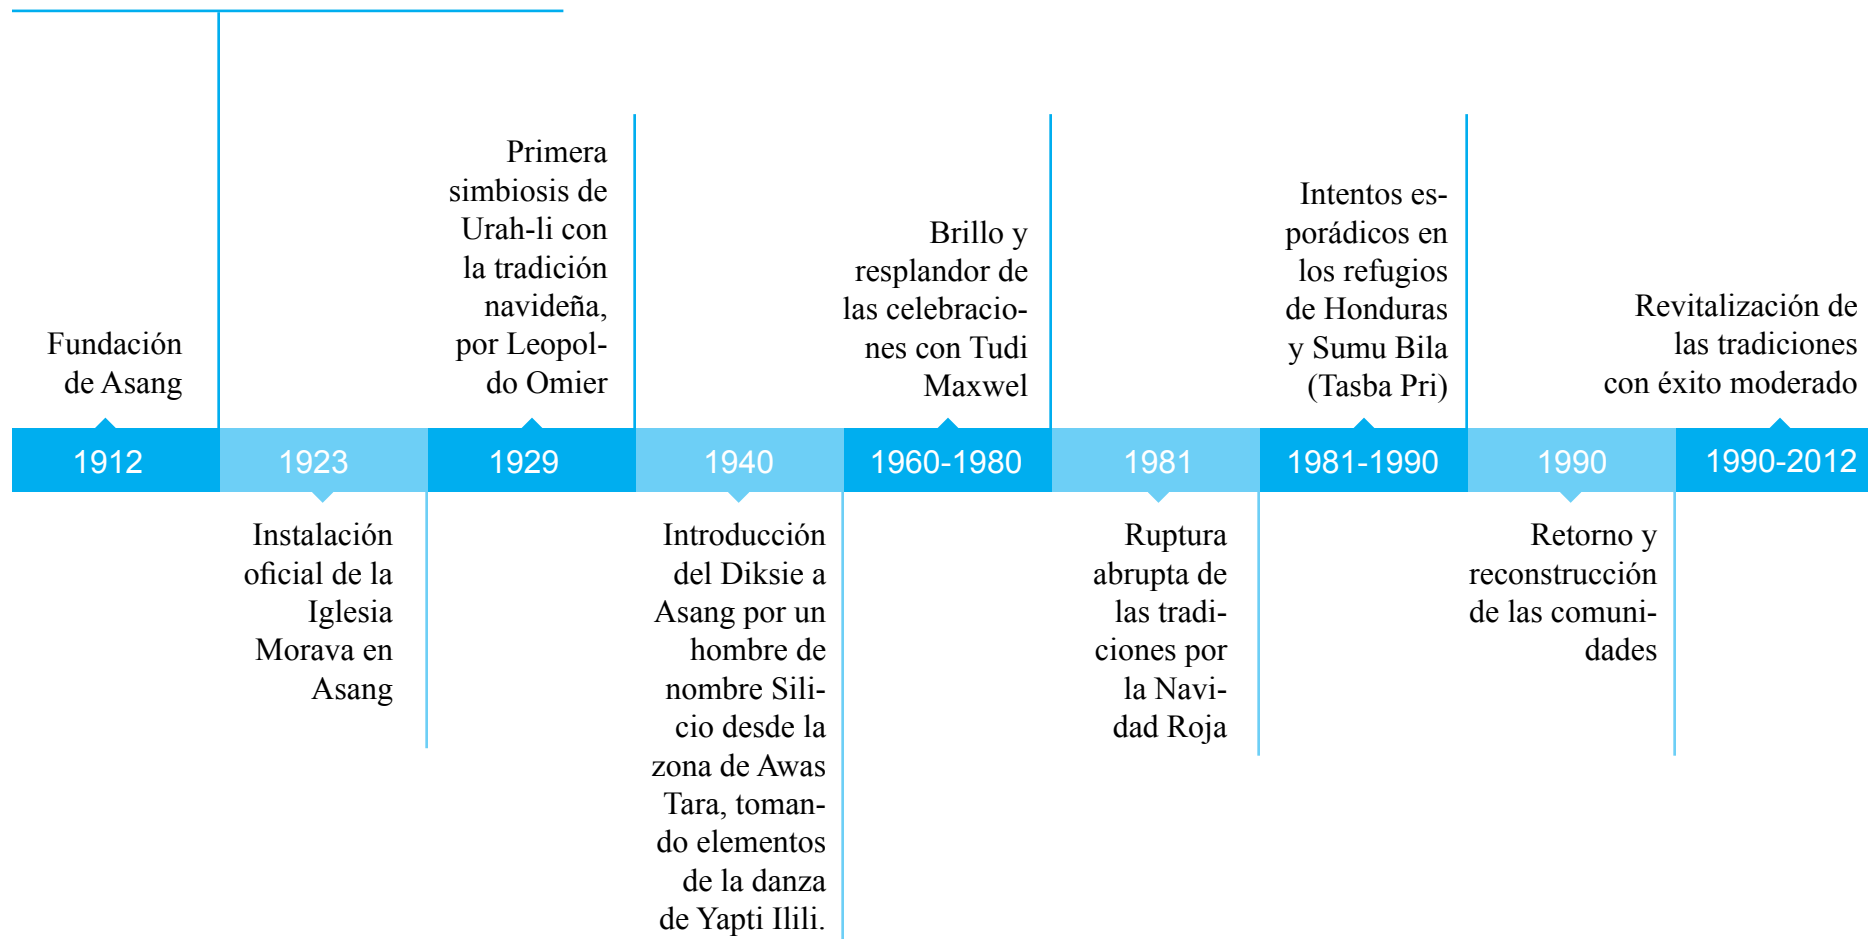 Fundación
de Asang
1912
1923
Instalación
oficial de la
Iglesia
Morava en
Asang
Primera
simbiosis de
Urah-li con
la tradición
navideña,
por Leopol-
do Omier
1929
1940
Introducción
del Diksie a
Asang por un
hombre de
nombre Sili-
cio desde la
zona de Awas
Tara, toman-
do elementos
de la danza
de Yapti Ilili.
Brillo y
resplandor de
las celebracio-
nes con Tudi
Maxwel
1960-1980
1981
Ruptura
abrupta de
las tradi-
ciones por
la Navi-
dad Roja
Intentos es-
porádicos en
los refugios
de Honduras
y Sumu Bila
(Tasba Pri)
1981-1990
1990
Retorno y
reconstrucción
de las comuni-
dades
Revitalización de
las tradiciones
con éxito moderado
1990-2012